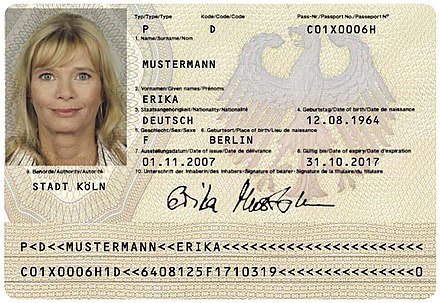 Typ/Type/Type Kode/Code/Code Pass-Nr./Passport No./Passeport Nº
P D C01X0006H
1. Name/Surname/Nom
MUSTERMANN
2. Vornamen/Given names/Prénoms
ERIKA
3. Staatsangehörigkeit/Nationality/Nationalité 4. Geburtstag/Date of birth/Date de naissance
DEUTSCH 12.08.1964
5. Geschlecht/Sex/Sexe 6. Geburtsort/Place of birth/Lieu de naissance
F BERLIN
7. Ausstellungsdatum/Date of issue/Date de délivrance 8. Gültig bis/Date of expiry/Date d'expiration
01.11.2007 31.10.2017
9. Behörde/Authority/Autorité 10. Unterschrift der Inhaberin/des Inhabers-Signature of bearer-Signature de la titulaire/du titulaire
STADT KÖLN Erika Mustermann
P<D<<MUSTERMANN<<ERIKA<<<<<<<<<<<<<<<<<<<<<<
C01X0006H1D<<6408125F1710319<<<<<<<<<<<<<<<0